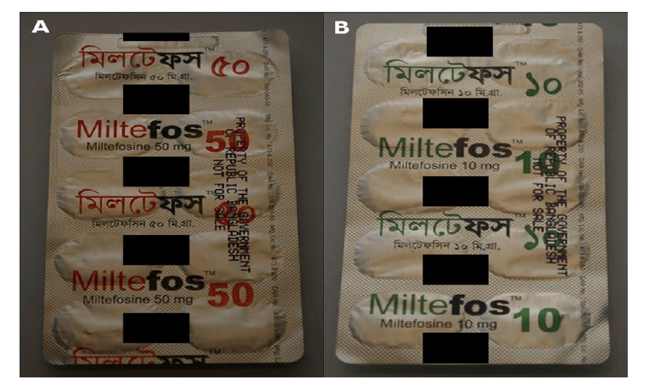 A
মিলটেফস™ ৫০
মিলটেফসিন ৫০ মি.গ্রা.
Miltefos™ 50
Miltefosine 50 mg
মিলটেফস™ ৫০
মিলটেফসিন ৫০ মি.গ্রা.
Miltefos™ 50
Miltefosine 50 mg
মিলটেফস
PROPERTY OF THE GOVERNMENT
OF REPUBLIC BANGLADESH
NOT FOR SALE
B
10
মিলটেফস™ ১০
মিলটেফসিন ১০ মি.গ্রা.
Miltefos™ 10
Miltefosine 10 mg
মিলটেফস™ ১০
মিলটেফসিন ১০ মি.গ্রা.
Miltefos™ 10
Miltefosine 10 mg
PROPERTY OF THE GOVERNMENT
OF REPUBLIC BANGLADESH
NOT FOR SALE